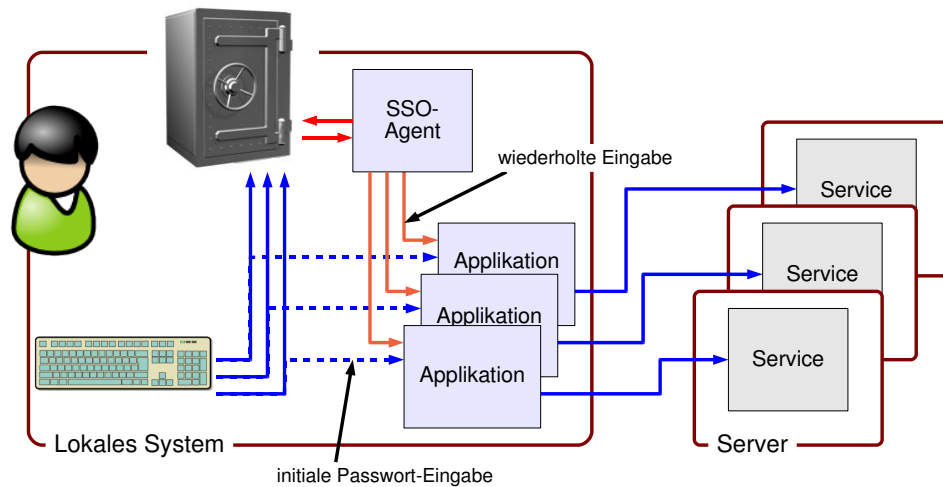 SSO-
Agent
wiederholte Eingabe
Service
Applikation
Service
Applikation
Service
Applikation
Lokales System
Server
initiale Passwort-Eingabe